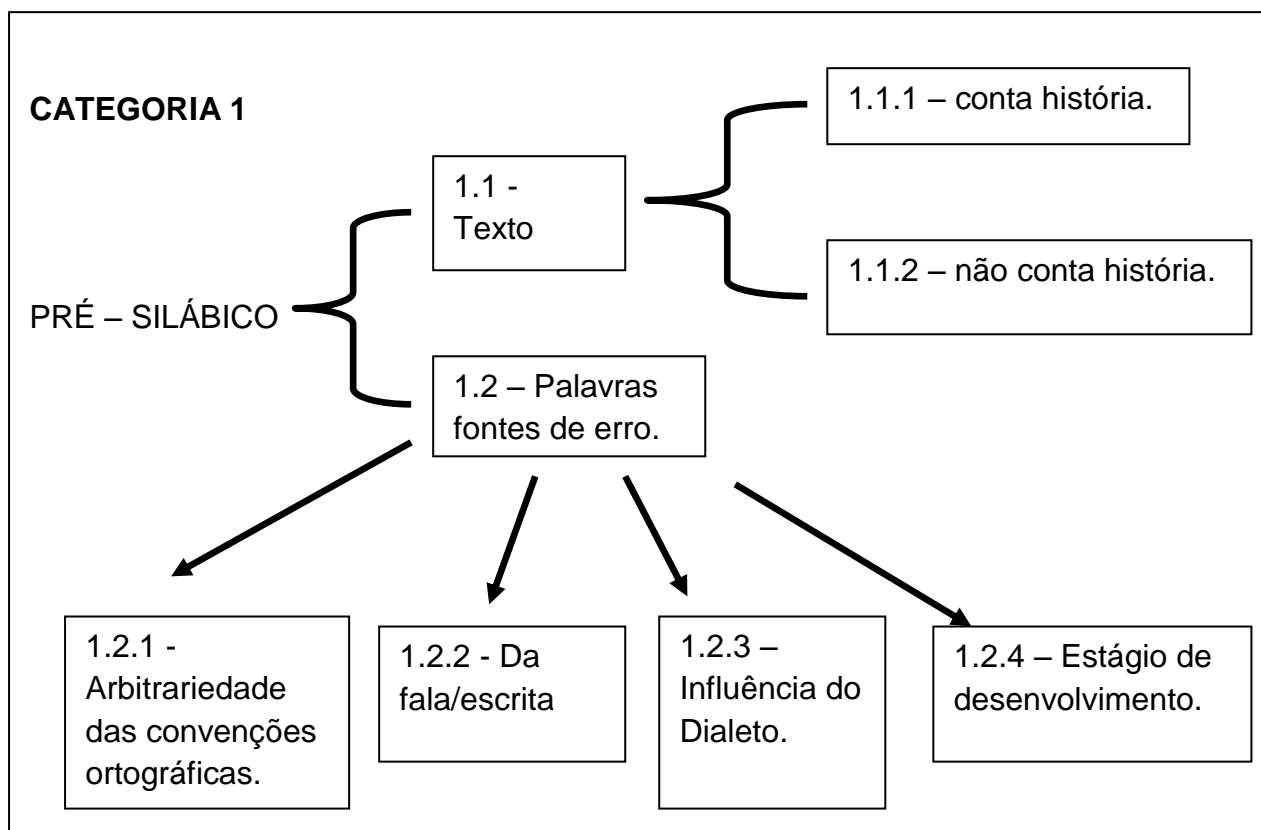 CATEGORIA 1
1.1.1 – conta história.
1.1 -
Texto
1.1.2 – não conta história.
PRÉ – SILÁBICO
1.2 – Palavras
fontes de erro.
1.2.1 -
Arbitrariedade
das convenções
ortográficas.
1.2.2 - Da
fala/escrita
1.2.3 –
Influência do
Dialeto.
1.2.4 – Estágio de
desenvolvimento.